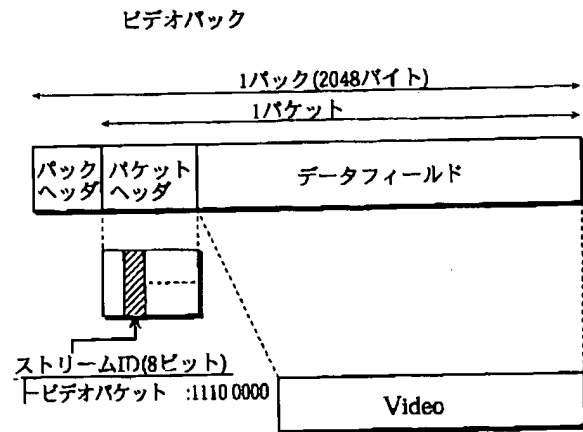 ビデオパック
1パック(2048バイト)
1パケット
パック
ヘッダ
パケット
ヘッダ
データフィールド
ストリームID(8ビット)
ビデオパケット :1110 0000
Video